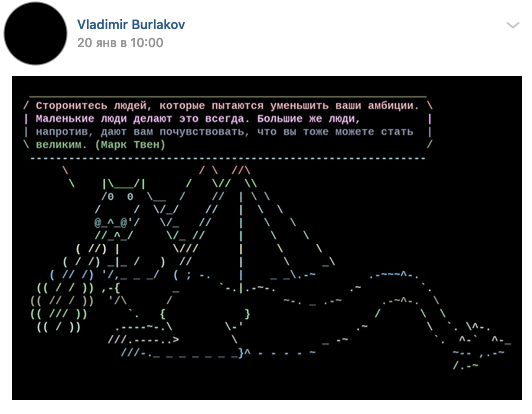 Vladimir Burlakov
20 янв в 10:00
Сторонитесь людей, которые пытаются уменьшить ваши амбиции.
Маленькие люди делают это всегда. Большие же люди,
напротив, дают вам почувствовать, что вы тоже можете стать
великим. (Марк Твен)